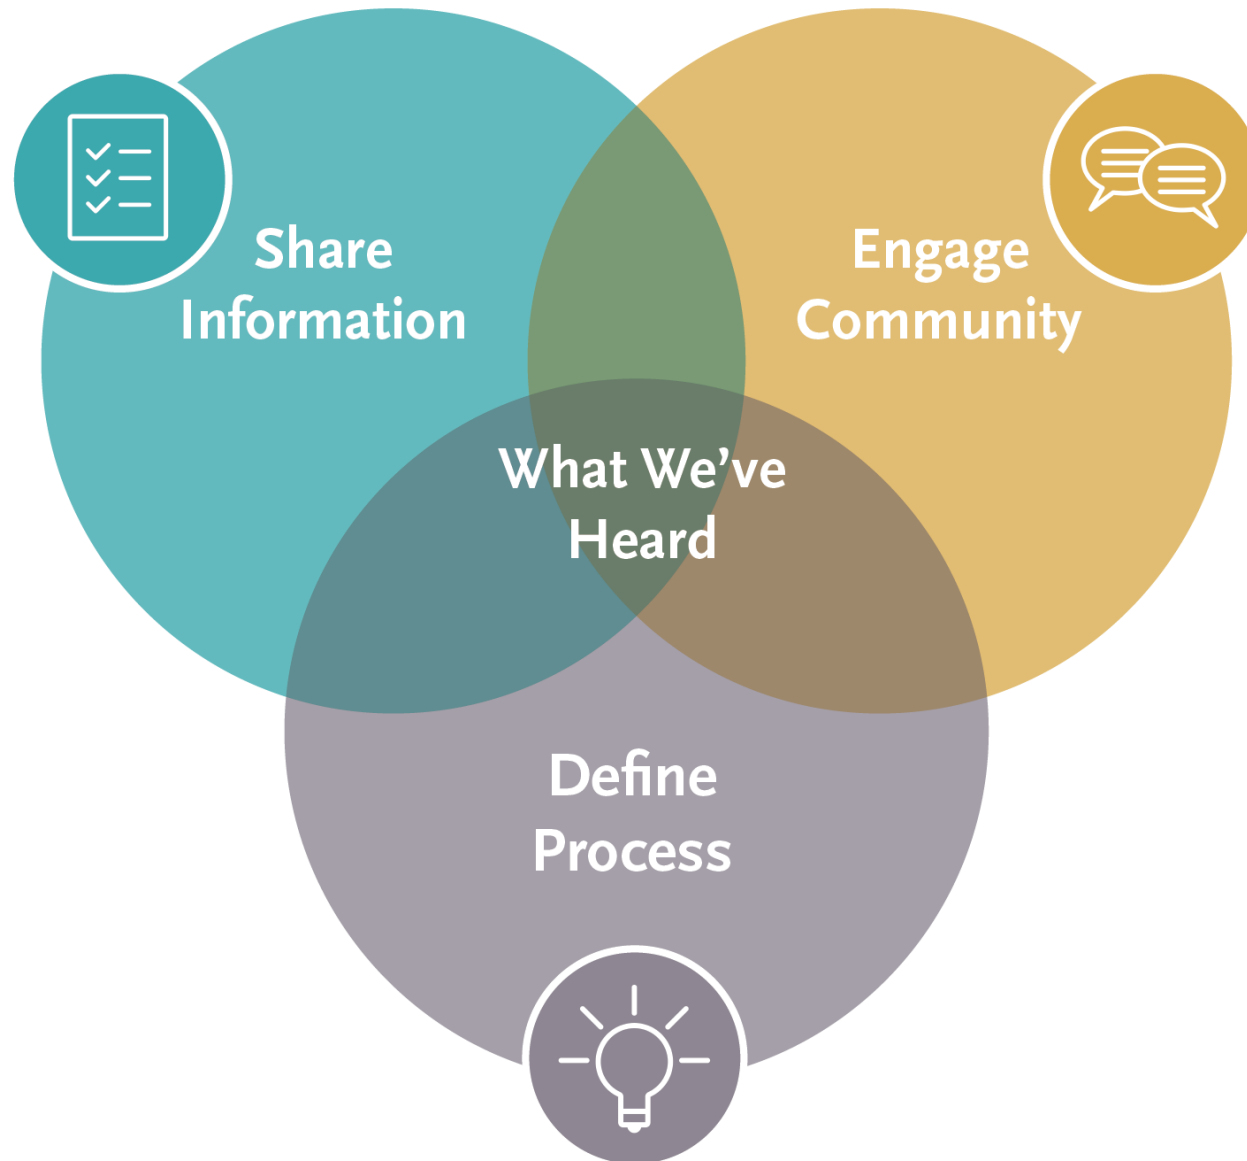 Share
Information
Engage
Community
What We’ve
Heard
Define
Process